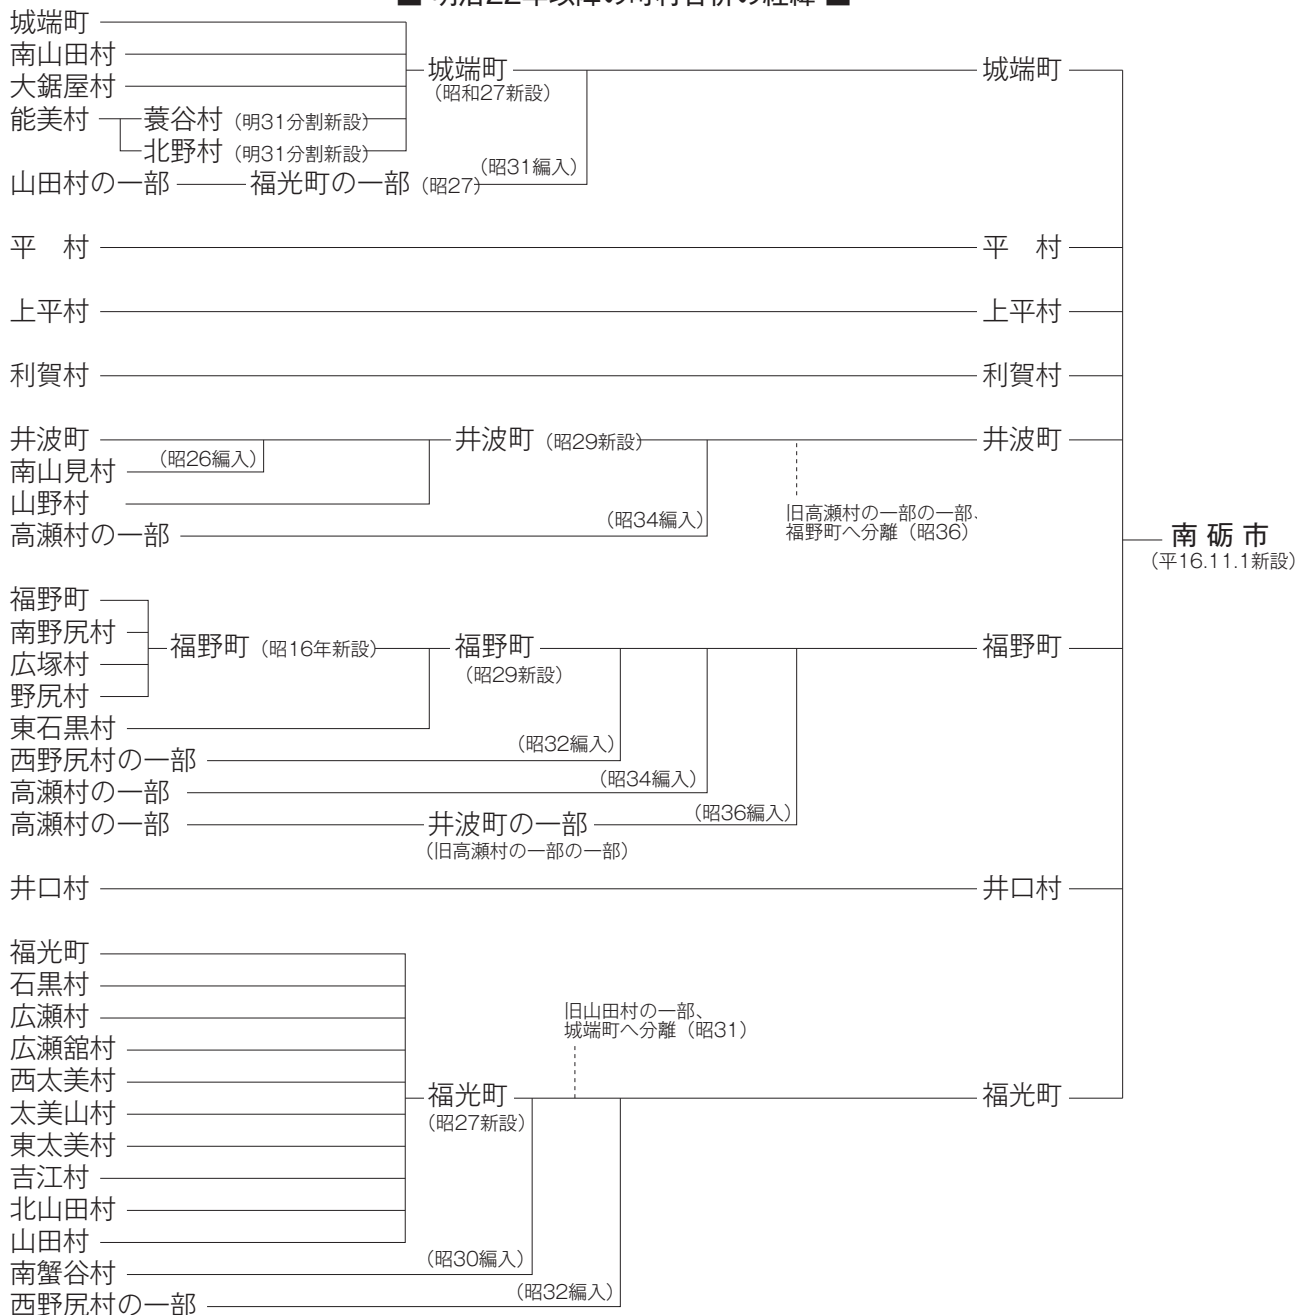 ■ 明治22年以降の町村合併の経緯 ■
城端町
南山田村
大鋸屋村
城端町
(昭和27新設)
城端町
能美村
蓑谷村(明31分割新設)
北野村(明31分割新設)
山田村の一部
福光町の一部(昭27)
(昭31編入)
平 村
平 村
上平村
上平村
利賀村
利賀村
井波町
(昭26編入)
井波町(昭29新設)
井波町
南山見村
山野村
高瀬村の一部
(昭34編入)
旧高瀬村の一部の一部、
福野町へ分離(昭36)
南砺市
(平16.11.1新設)
福野町
南野尻村
広塚村
野尻村
福野町(昭16年新設)
福野町
(昭29新設)
福野町
東石黒村
西野尻村の一部
(昭32編入)
高瀬村の一部
(昭34編入)
高瀬村の一部
井波町の一部
(旧高瀬村の一部の一部)
(昭36編入)
井口村
井口村
福光町
石黒村
広瀬村
広瀬舘村
西太美村
太美山村
東太美村
吉江村
北山田村
山田村
福光町
(昭27新設)
旧山田村の一部、
城端町へ分離(昭31)
福光町
南蟹谷村
(昭30編入)
西野尻村の一部
(昭32編入)